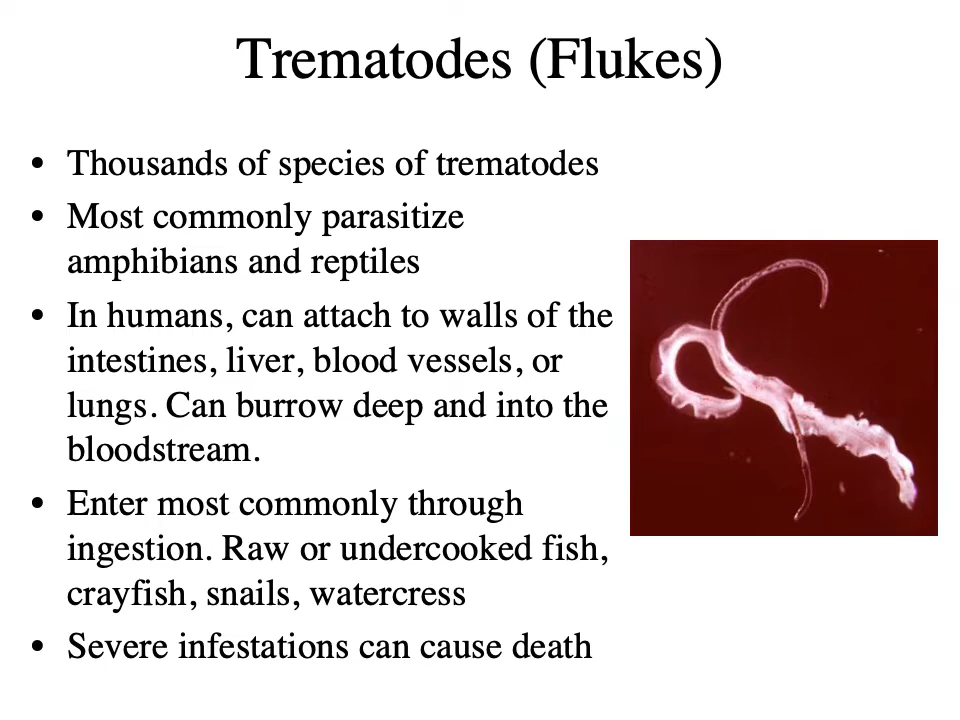 Trematodes (Flukes)
• Thousands of species of trematodes
• Most commonly parasitize
amphibians and reptiles
• In humans, can attach to walls of the
intestines, liver, blood vessels, or
lungs. Can burrow deep and into the
bloodstream.
• Enter most commonly through
ingestion. Raw or undercooked fish,
crayfish, snails, watercress
• Severe infestations can cause death